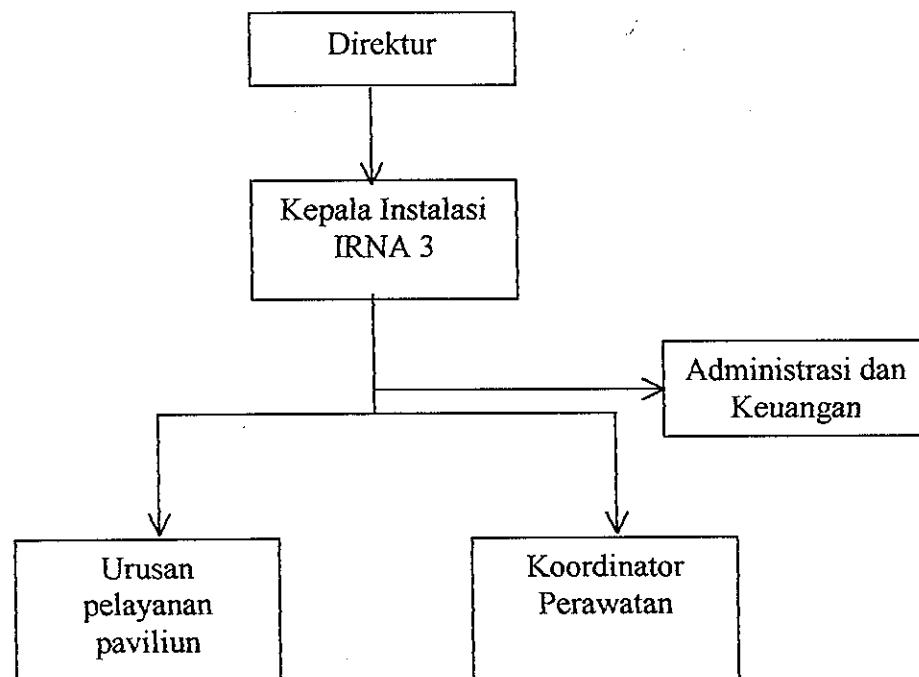 Direktur
Kepala Instalasi
IRNA 3
Administrasi dan
Keuangan
Urusan
pelayanan
paviliun
Koordinator
Perawatan